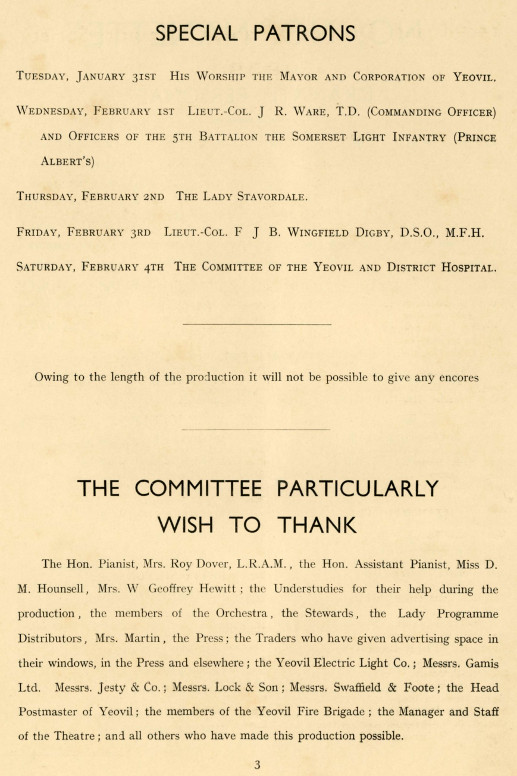 SPECIAL PATRONS
Tuesday, January 31st His Worship the Mayor and Corporation of Yeovil.
Wednesday, February 1st Lieut.-Col. J R. Ware, T.D. (Commanding Officer)
and Officers of the 5th Battalion the Somerset Light Infantry (Prince
Albert's)
Thursday, February 2nd The Lady Stavordale.
Friday, February 3rd Lieut.-Col. F J B. Wingfield Digby, D.S.O., M.F.H.
Saturday, February 4th The Committee of the Yeovil and District Hospital.
Owing to the length of the production it will not be possible to give any encores
THE COMMITTEE PARTICULARLY
WISH TO THANK
The Hon. Pianist, Mrs. Roy Dover, L.R.A.M., the Hon. Assistant Pianist, Miss D.
M. Hounsell, Mrs. W Geoffrey Hewitt; the Understudies for their help during the
production, the members of the Orchestra, the Stewards, the Lady Programme
Distributors, Mrs. Martin, the Press; the Traders who have given advertising space in
their windows, in the Press and elsewhere; the Yeovil Electric Light Co.; Messrs. Gamis
Ltd. Messrs. Jesty & Co.; Messrs. Lock & Son; Messrs. Swaffield & Foote; the Head
Postmaster of Yeovil; the members of the Yeovil Fire Brigade; the Manager and Staff
of the Theatre; and all others who have made this production possible.
3